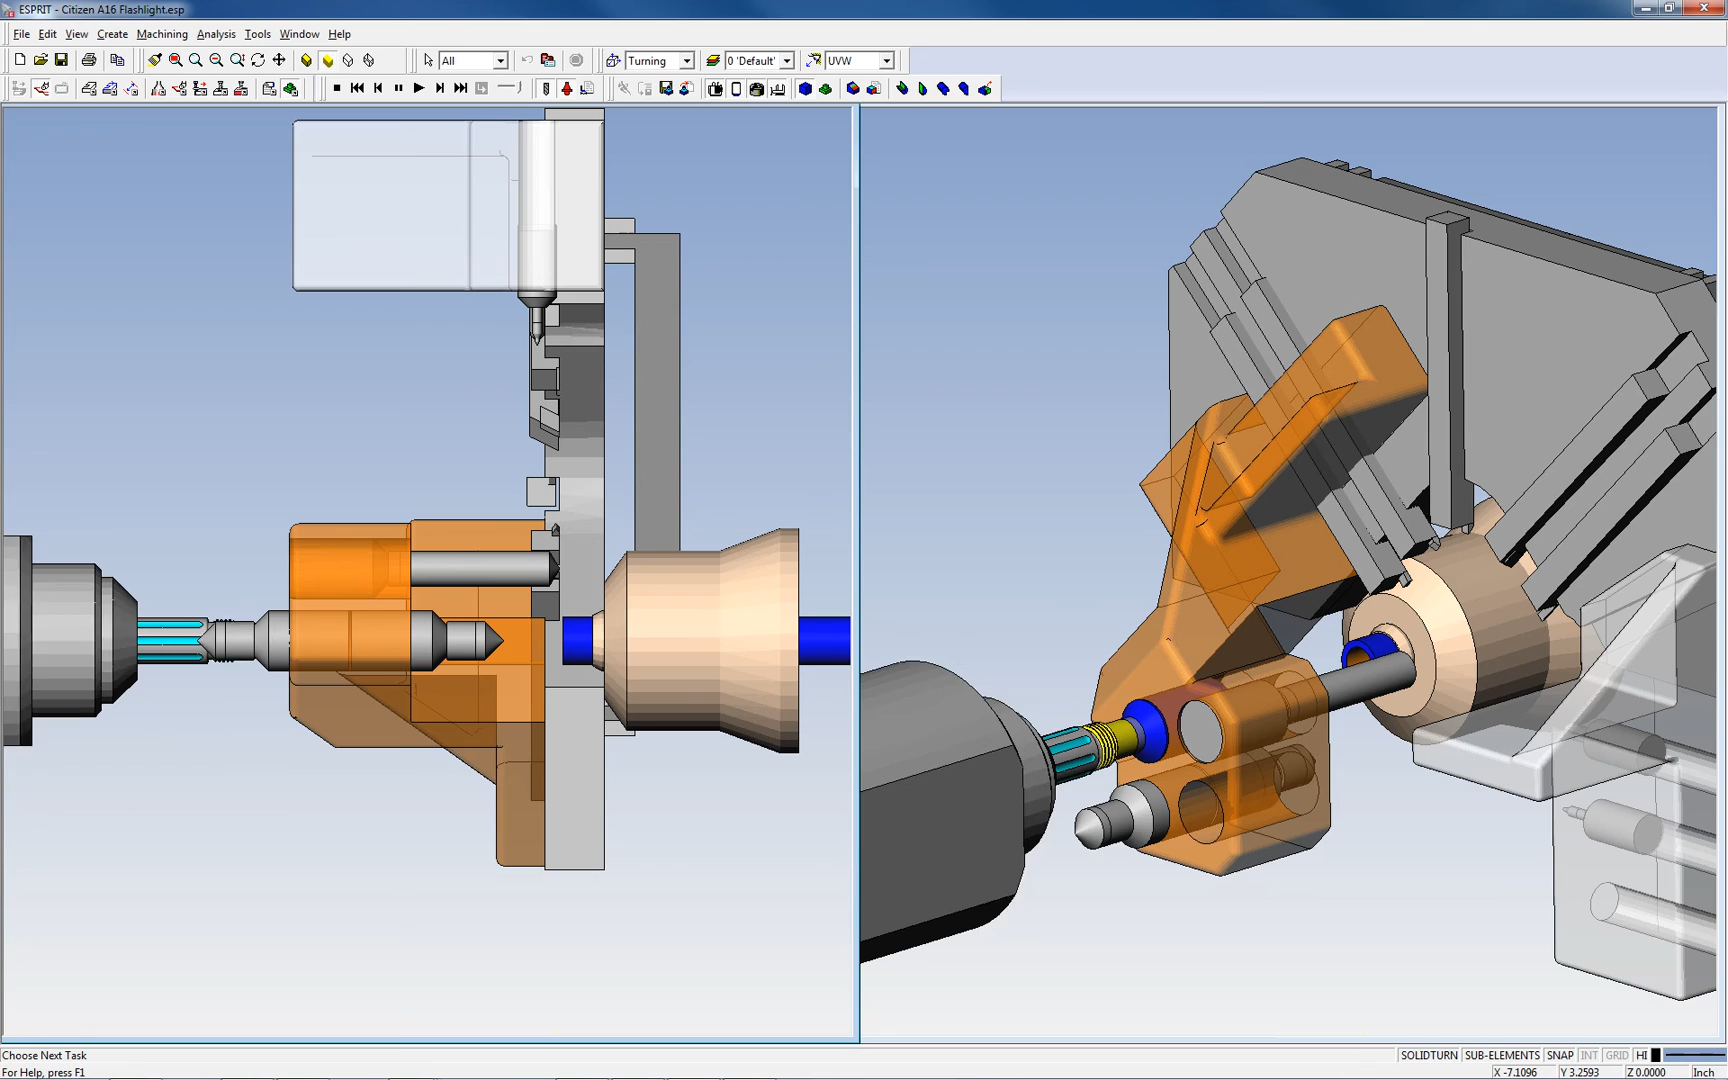 ESPRIT - Citizen A16 Flashlight.esp
File Edit View Create Machining Analysis Tools Window Help
All Turning 0 'Default' UVW
Choose Next Task SOLIDTURN SUB-ELEMENTS SNAP INT GRID HI
For Help, press F1 X -7.1096 Y 3.2593 Z 0.0000 Inch